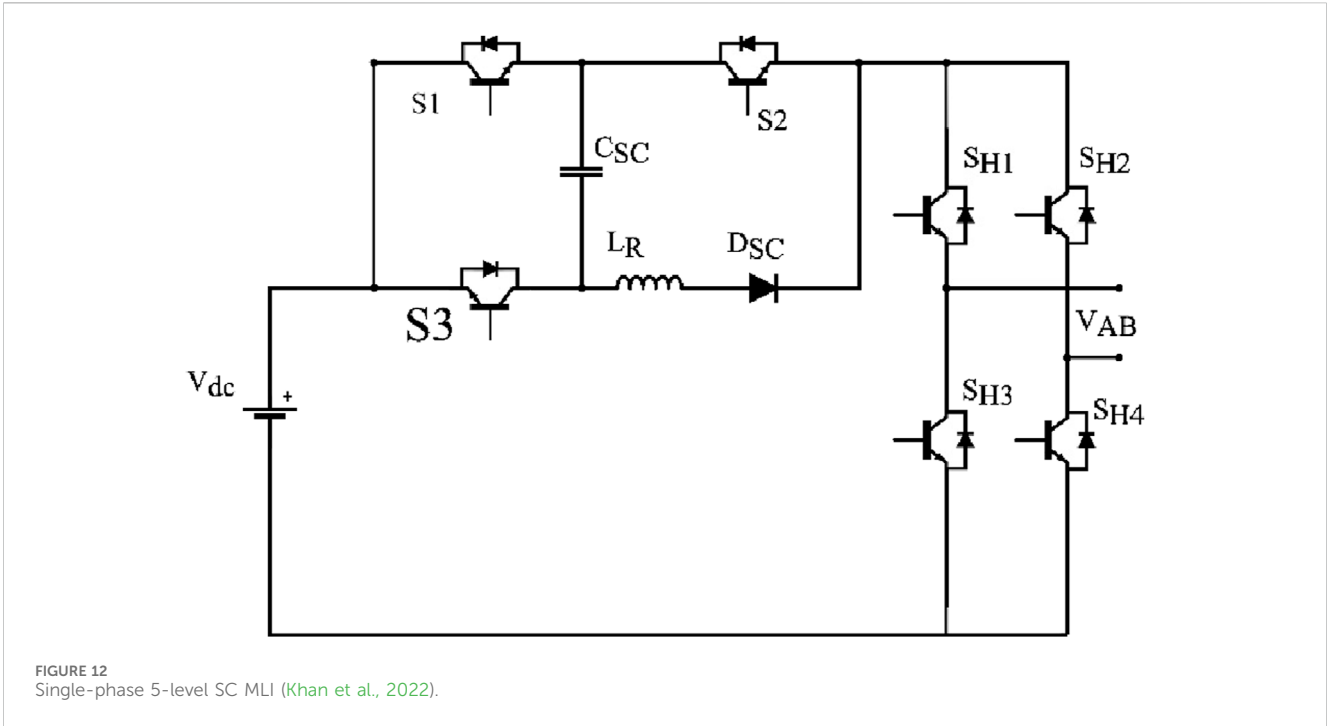 S1
S2
CSC
SH1
SH2
LR
DSC
S3
VAB
Vdc
+
SH3
SH4
FIGURE 12
Single-phase 5-level SC MLI (Khan et al., 2022).